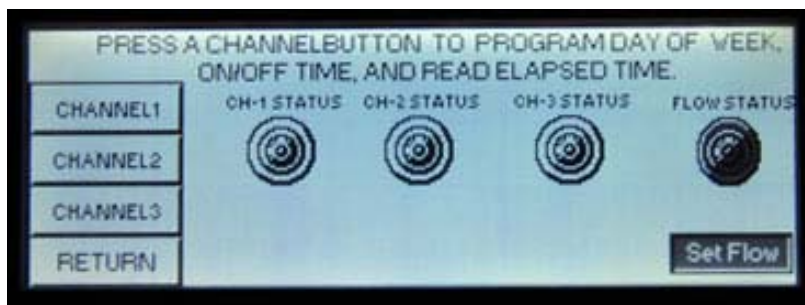 PRESS A CHANNELBUTTON TO PROGRAM DAY OF WEEK,
ON/OFF TIME, AND READ ELAPSED TIME.
CH-1 STATUS CH-2 STATUS CH-3 STATUS FLOW STATUS
CHANNEL1
CHANNEL2
CHANNEL3
RETURN
Set Flow